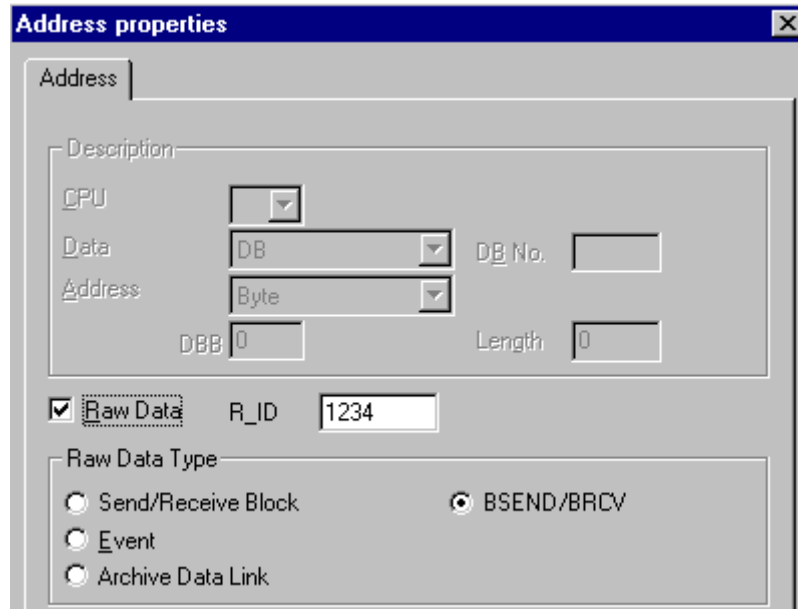 Address properties
Address
Description
CPU
Data DB DB No.
Address Byte
DBB 0 Length 0
Raw Data R_ID 1234
Raw Data Type
Send/Receive Block BSEND/BRCV
Event
Archive Data Link